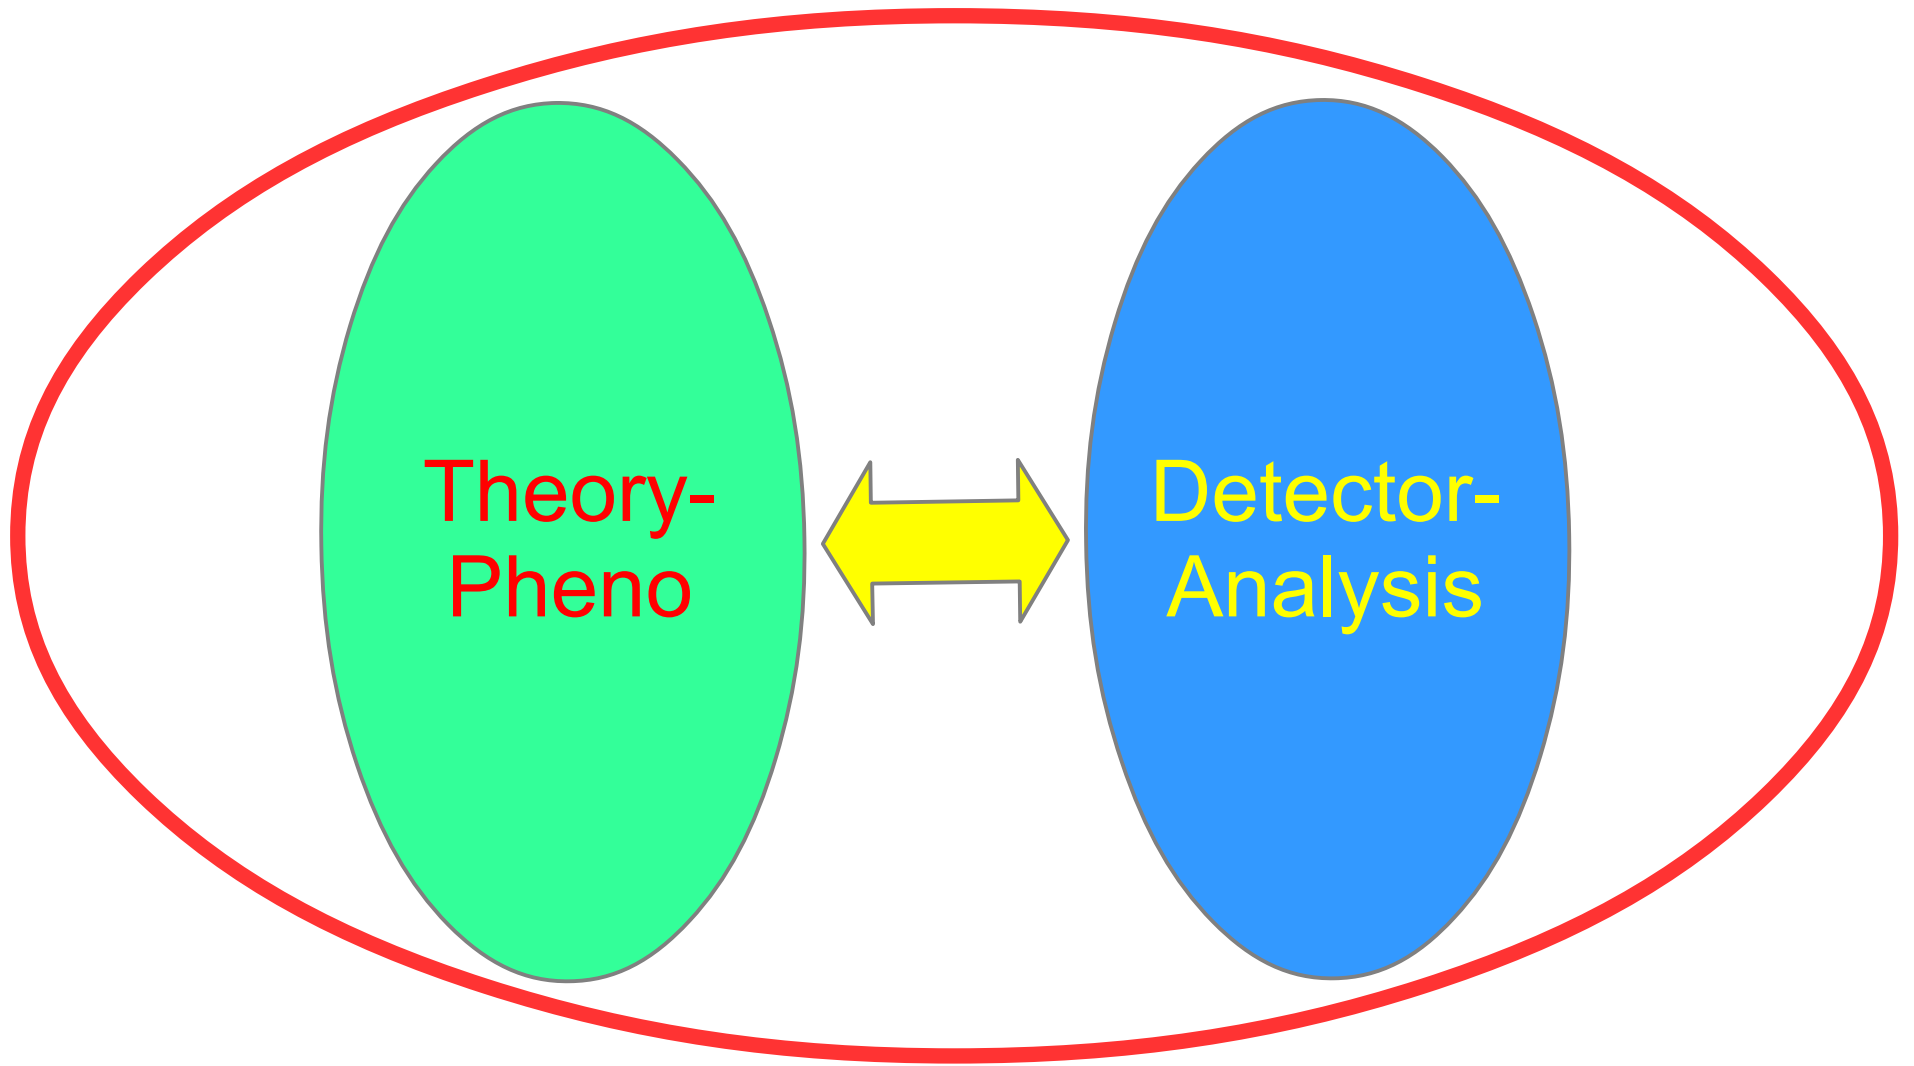 Theory-
Pheno
Detector-
Analysis